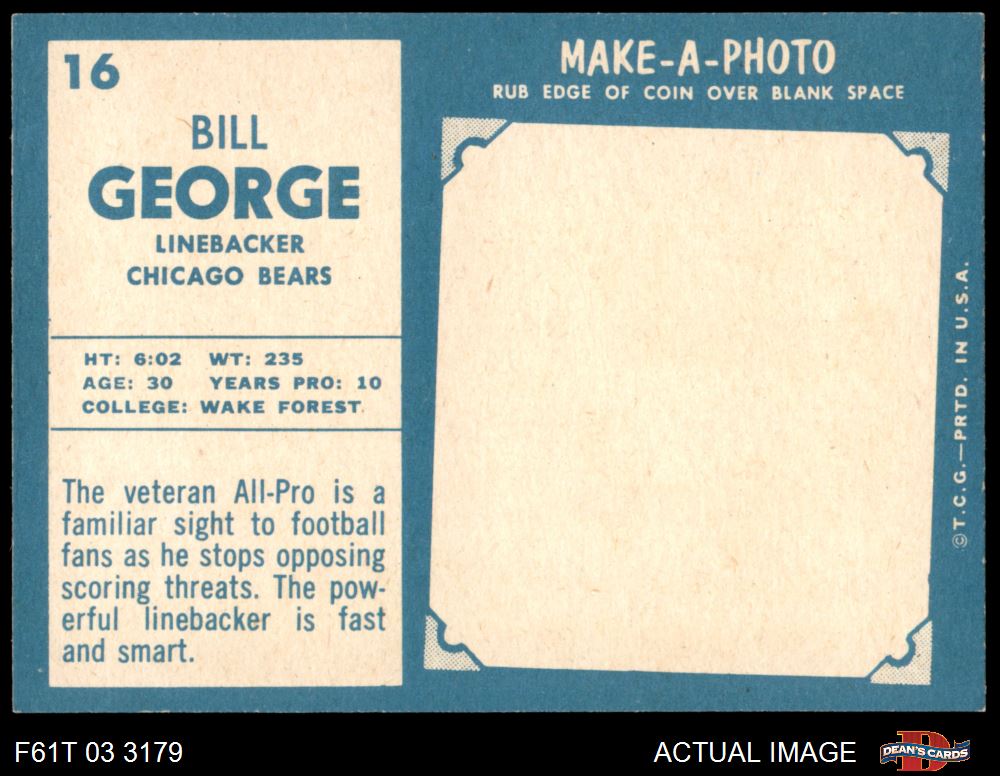 16
BILL
GEORGE
LINEBACKER
CHICAGO BEARS
HT: 6:02 WT: 235
AGE: 30 YEARS PRO: 10
COLLEGE: WAKE FOREST
The veteran All-Pro is a
familiar sight to football
fans as he stops opposing
scoring threats. The pow-
erful linebacker is fast
and smart.
MAKE-A-PHOTO
RUB EDGE OF COIN OVER BLANK SPACE
©T.C.G.—PRTD. IN U.S.A.
F61T 03 3179
ACTUAL IMAGE
D
DEAN'S CARDS